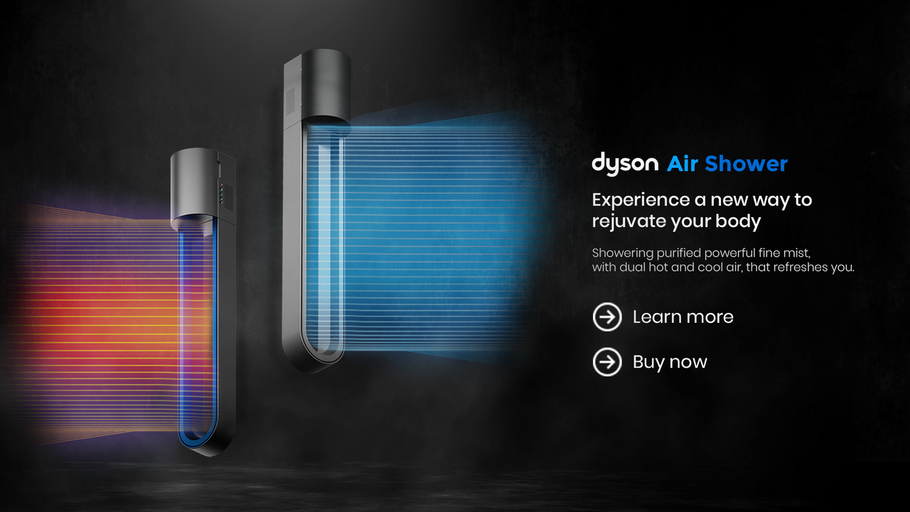 dyson Air Shower
Experience a new way to
rejuvate your body
Showering purified powerful fine mist,
with dual hot and cool air, that refreshes you.
Learn more
Buy now